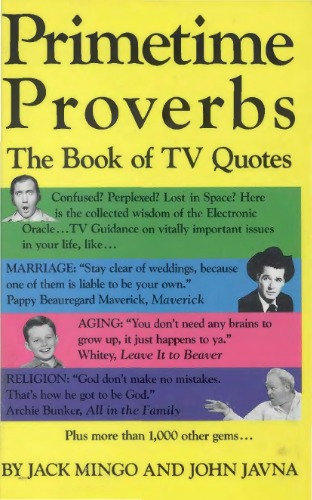 Primetime
Proverbs
The Book of TV Quotes
Confused? Perplexed? Lost in Space? Here
is the collected wisdom of the Electronic
Oracle...TV Guidance on vitally important issues
in your life, like...
MARRIAGE: “Stay clear of weddings, because
one of them is liable to be your own.”
Pappy Beauregard Maverick, Maverick
AGING: “You don’t need any brains to
grow up, it just happens to ya.”
Whitey, Leave It to Beaver
RELIGION: “God don’t make no mistakes.
That’s how he got to be God.”
Archie Bunker, All in the Family
Plus more than 1,000 other gems...
BY JACK MINGO AND JOHN JAVNA